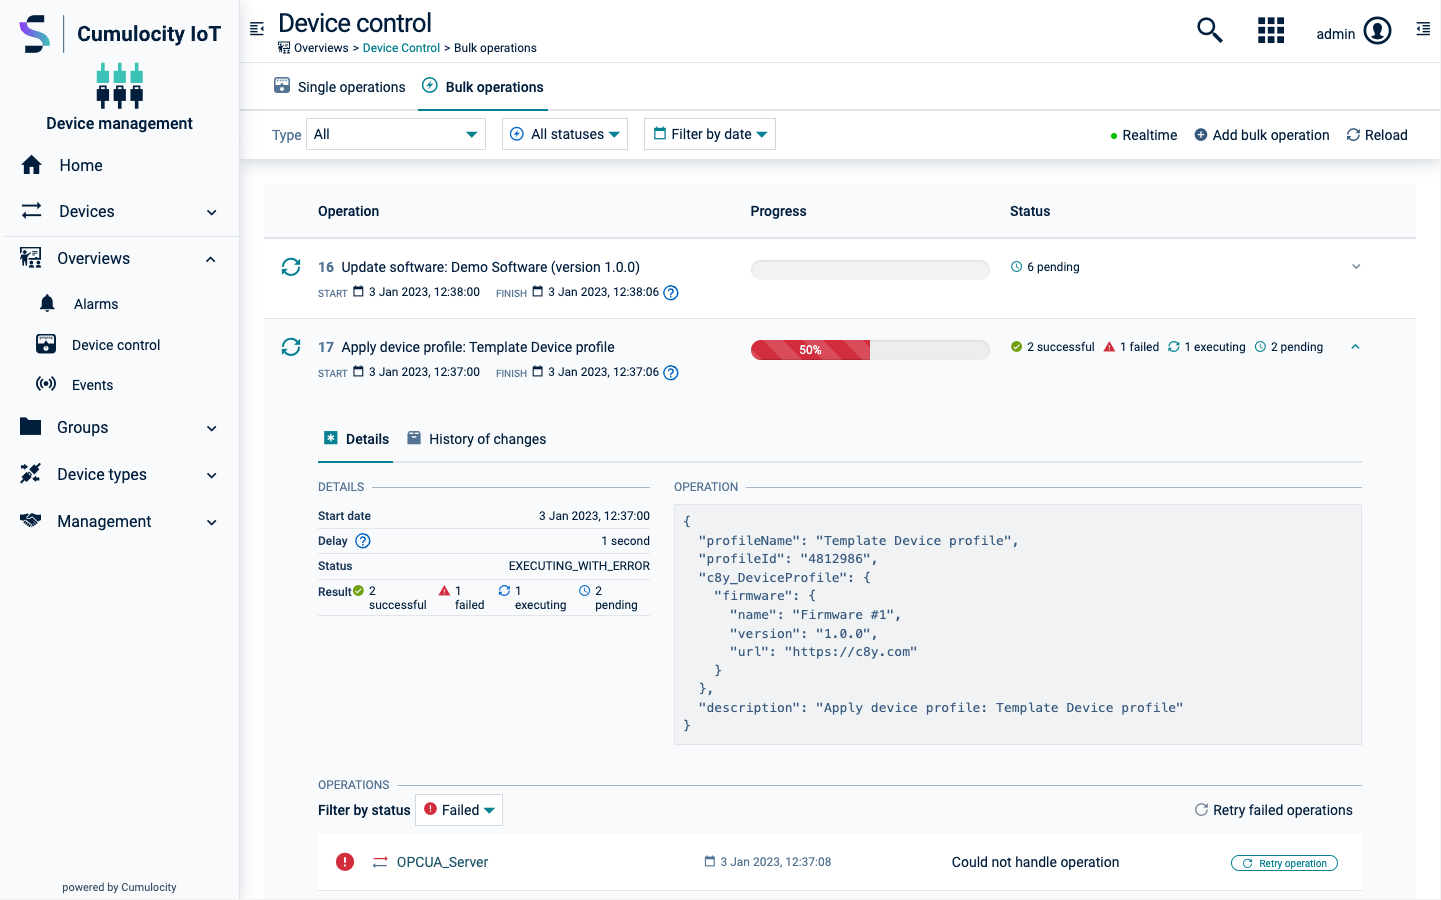 Cumulocity IoT
Device management
Home
Devices
Overviews
Alarms
Device control
Events
Groups
Device types
Management
powered by Cumulocity
Device control
Overviews > Device Control > Bulk operations
admin
Single operations
Bulk operations
Type All
All statuses
Filter by date
Realtime
Add bulk operation
Reload
Operation Progress Status
16 Update software: Demo Software (version 1.0.0)
6 pending
START 3 Jan 2023, 12:38:00 FINISH 3 Jan 2023, 12:38:06 ?
17 Apply device profile: Template Device profile
50%
2 successful 1 failed 1 executing 2 pending
START 3 Jan 2023, 12:37:00 FINISH 3 Jan 2023, 12:37:06 ?
Details
History of changes
DETAILS
Start date 3 Jan 2023, 12:37:00
Delay ? 1 second
Status EXECUTING_WITH_ERROR
Result 2 successful 1 failed 1 executing 2 pending
OPERATION
{
"profileName": "Template Device profile",
"profileId": "4812986",
"c8y_DeviceProfile": {
"firmware": {
"name": "Firmware #1",
"version": "1.0.0",
"url": "https://c8y.com"
}
},
"description": "Apply device profile: Template Device profile"
}
OPERATIONS
Filter by status Failed
Retry failed operations
OPCUA_Server 3 Jan 2023, 12:37:08 Could not handle operation Retry operation